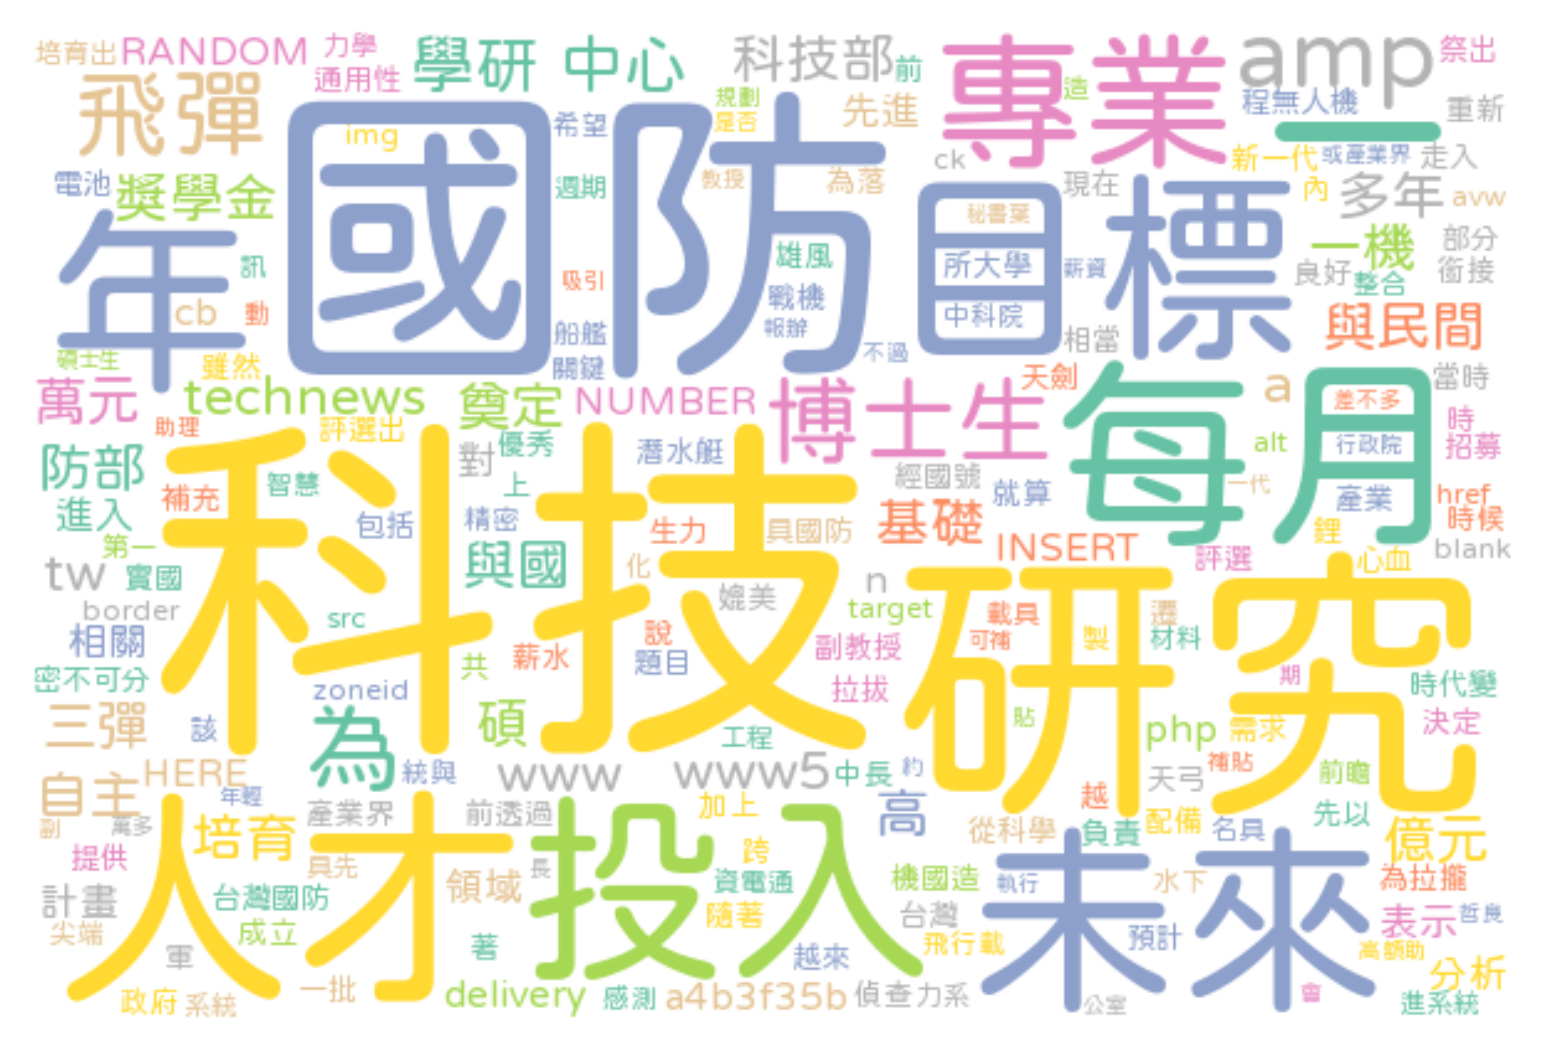 培育出 RANDOM 力學 學研 中心 科技部 前 專業 amp 祭出
通用性 規劃 造 程無人機 重新
飛彈 img 希望 是否 先進 一
ck 新一代 或產業界 走入
電池 獎學金 國防 週期 教授 為落 目標 現在 內 多年 avw
年 秘書葉 一機 部分
訊 吸引 雄風 所大學 薪資 良好 整合 銜接
cb 動 戰機 中科院 與民間
船艦 報辦 相當
碩士生 雖然 關鍵 不過
萬元 technews 奠定 NUMBER 博士生 天劍 每月 a 差不多 當時
助理 評選出 優秀 alt 行政院 時 招募
防部 智慧 對 上 潛水艇 經國號 就算 一代 產業 href
進入 補充 科技 包括 精密 生力 具國防 基礎 鋰 時候
第一 與國 化 INSERT 評選 心血 blank
tw 實國 媲美 n 研究
border src target 載具 遷
相關 共 薪水 說 題目 副教授 可補 製 材料
密不可分 zoneid 拉拔 期 時代變
三彈 該 為 碩 工程 貼 php 需求 決定
自主 HERE 統與 www www5 中長 約 天弓 補貼 前瞻
年輕 產業界 前透過 加上 高 越 先以
副 萬多 培育 人才 投入 從科學 負責 配備 名具 億元
提供 具先 長 跨 未來
計畫 台灣國防 領域 資電通 機國造 執行 水下 為拉攏
尖端 成立 隨著 台灣 表示 哲良
軍 著 越來 飛行載 預計 高額助
政府 系統 一批 delivery 感測 a4b3f35b 偵查力系 公室 會 分析
進系統